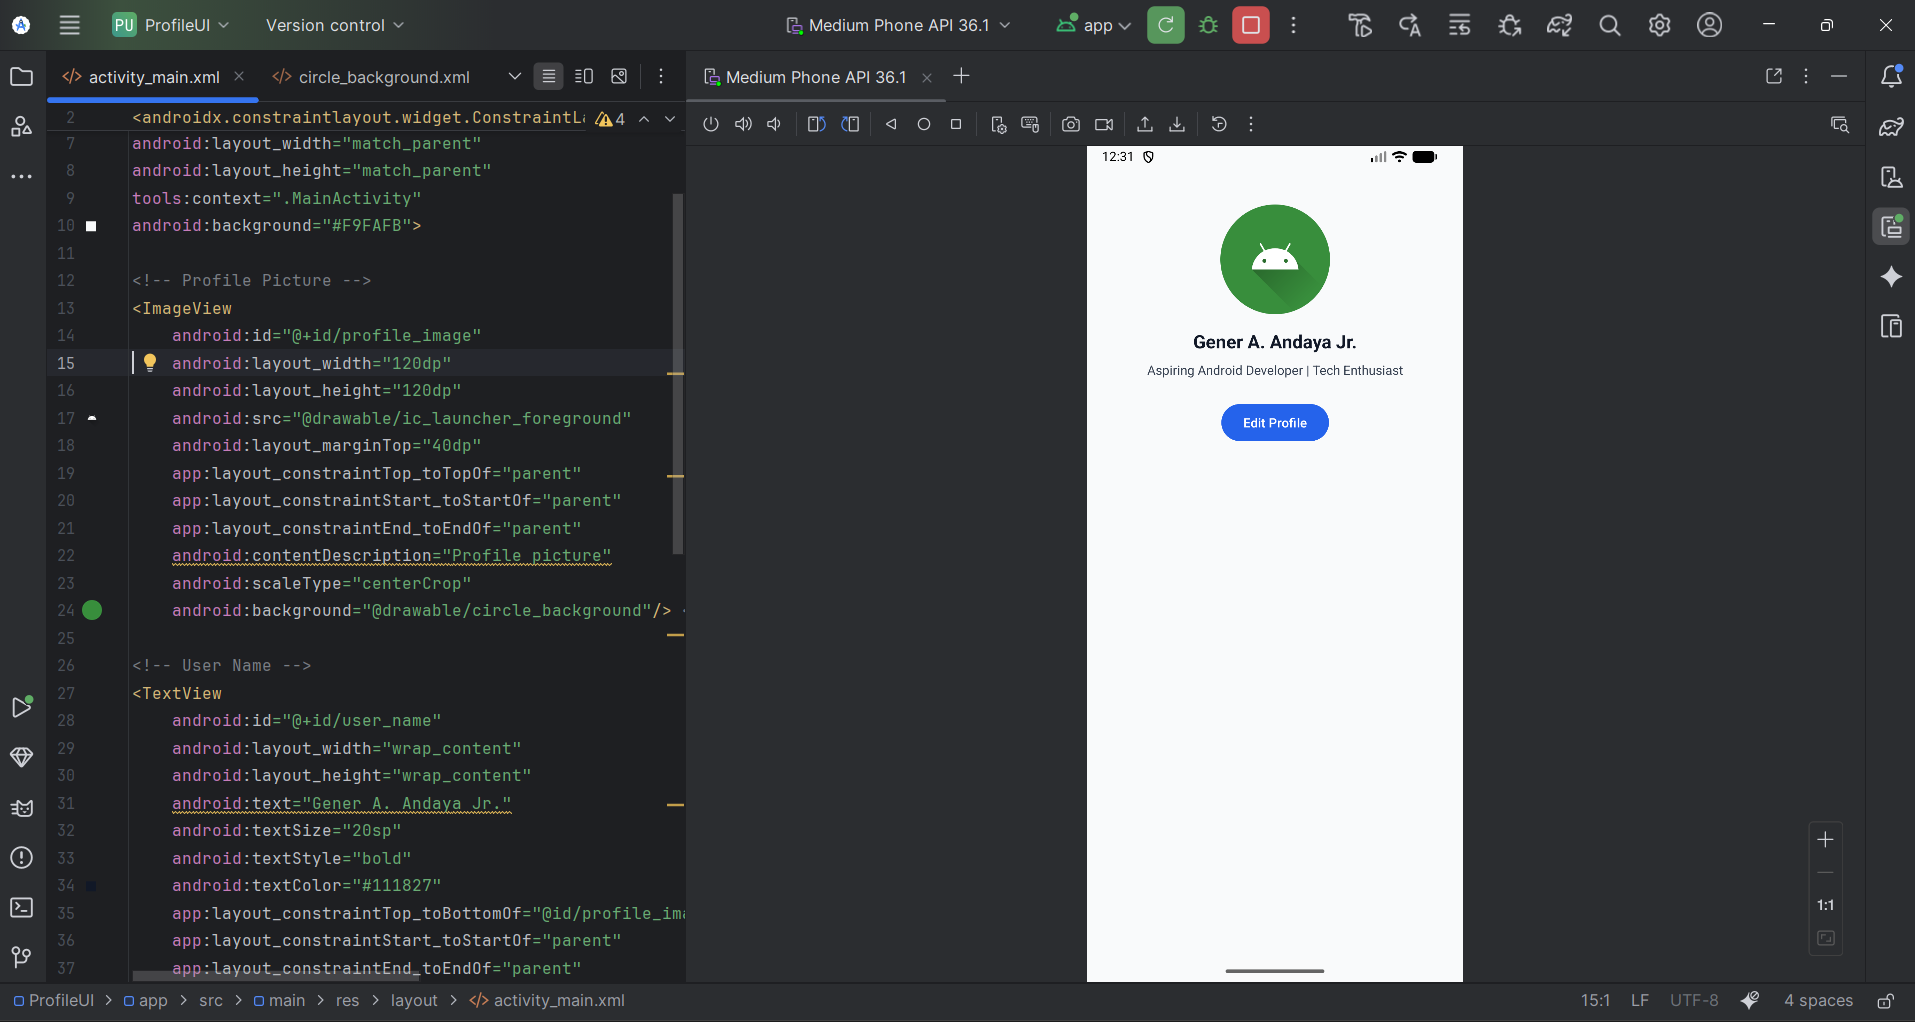 PU ProfileUI Version control Medium Phone API 36.1 app
activity_main.xml circle_background.xml Medium Phone API 36.1
2 <androidx.constraintlayout.widget.ConstraintLa 4
7 android:layout_width="match_parent"
8 android:layout_height="match_parent"
9 tools:context=".MainActivity"
10 android:background="#F9FAFB">
11
12 <!-- Profile Picture -->
13 <ImageView
14 android:id="@+id/profile_image"
15 android:layout_width="120dp"
16 android:layout_height="120dp"
17 android:src="@drawable/ic_launcher_foreground"
18 android:layout_marginTop="40dp"
19 app:layout_constraintTop_toTopOf="parent"
20 app:layout_constraintStart_toStartOf="parent"
21 app:layout_constraintEnd_toEndOf="parent"
22 android:contentDescription="Profile picture"
23 android:scaleType="centerCrop"
24 android:background="@drawable/circle_background"/>
25
26 <!-- User Name -->
27 <TextView
28 android:id="@+id/user_name"
29 android:layout_width="wrap_content"
30 android:layout_height="wrap_content"
31 android:text="Gener A. Andaya Jr."
32 android:textSize="20sp"
33 android:textStyle="bold"
34 android:textColor="#111827"
35 app:layout_constraintTop_toBottomOf="@id/profile_ima
36 app:layout_constraintStart_toStartOf="parent"
37 app:layout_constraintEnd_toEndOf="parent"
12:31
Gener A. Andaya Jr.
Aspiring Android Developer | Tech Enthusiast
Edit Profile
1:1
ProfileUI > app > src > main > res > layout > activity_main.xml 15:1 LF UTF-8 4 spaces